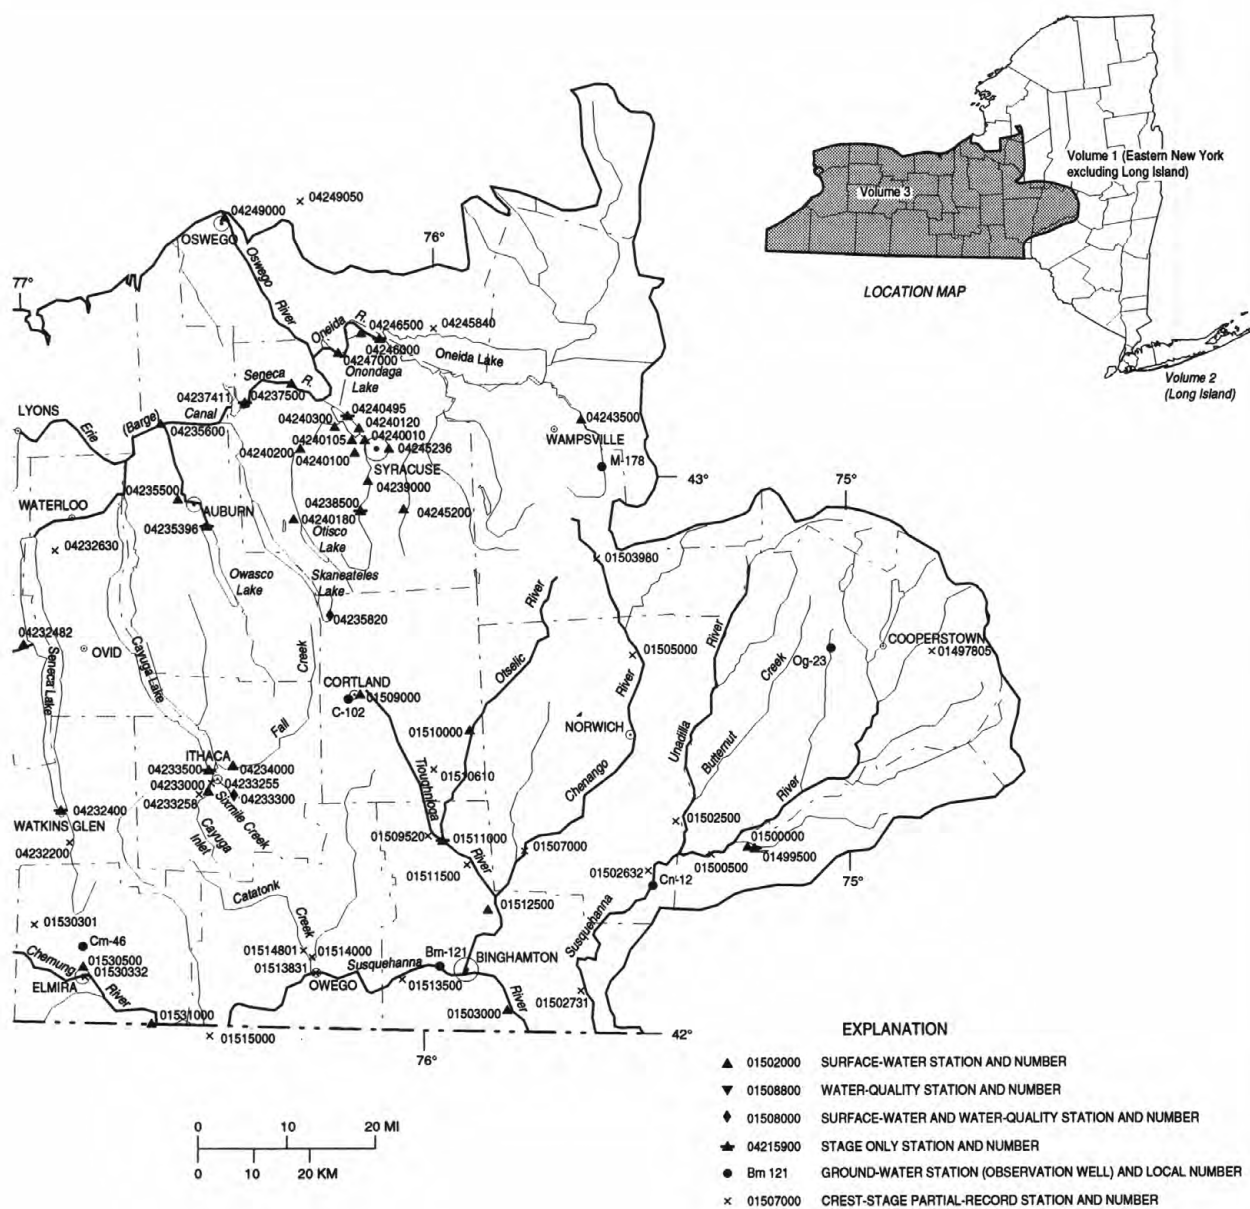 Volume 1 (Eastern New York
excluding Long Island)
Volume 3
LOCATION MAP
Volume 2
(Long Island)
04249050
04249000
OSWEGO
76°
77°
Oswego
River
Oneida
R.
04246500
04245840
04246000
04247000
Oneida Lake
Onondaga
Lake
Seneca
R.
04237411
04237500
LYONS
Erie
(Barge)
Canal
04235600
04240495
04240300
04240120
04240105
04240010
04240200
04240100
04245236
SYRACUSE
04243500
WAMPSVILLE
M-178
43°
75°
04239000
04235500
WATERLOO
AUBURN
04238500
04240180
04245200
04235396
Otisco
Lake
04232630
01503980
Owasco
Lake
Skaneateles
Lake
River
04235820
04232482
OVID
Cayuga Lake
Seneca Lake
Creek
Otselic
River
01505000
River
Creek
Og-23
COOPERSTOWN
01497805
CORTLAND
01509000
C-102
Fall
01510000
NORWICH
Unadilla
Butternut
ITHACA
04233500
04234000
04233000
04233255
04233258
04233300
Sixmile Creek
Cayuga
Inlet
01510610
Tioughnioga
Chenango
River
04232400
WATKINS GLEN
04232200
01509520
01511000
River
01507000
01502500
01500000
01499500
01500500
01511500
01502632
Cn-12
75°
Catatonk
Creek
01512500
Susquehanna
01530301
Cm-46
01530500
01530332
Chemung
ELMIRA
River
01514801
01514000
01513831
OWEGO
Susquehanna
Bm-121
BINGHAMTON
01513500
01502731
01503000
River
01531000
01515000
76°
42°
0 10 20 MI
0 10 20 KM
EXPLANATION
01502000 SURFACE-WATER STATION AND NUMBER
01508800 WATER-QUALITY STATION AND NUMBER
01508000 SURFACE-WATER AND WATER-QUALITY STATION AND NUMBER
04215900 STAGE ONLY STATION AND NUMBER
Bm 121 GROUND-WATER STATION (OBSERVATION WELL) AND LOCAL NUMBER
01507000 CREST-STAGE PARTIAL-RECORD STATION AND NUMBER